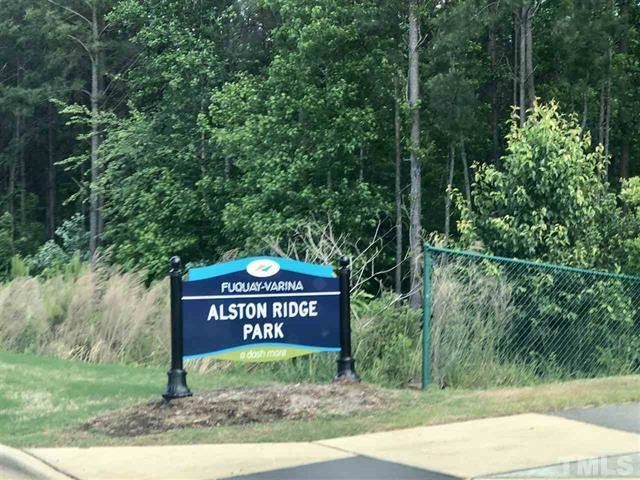 FUQUAY-VARINA
ALSTON RIDGE
PARK
a dash more
TMLS